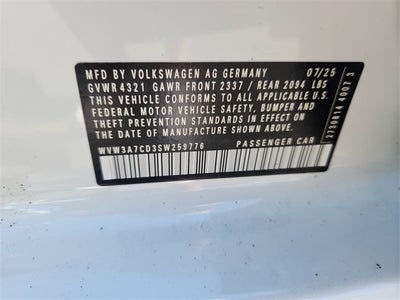 MFD BY VOLKSWAGEN AG GERMANY 07/25
GVWR 4321 GAWR FRONT 2337 / REAR 2094 LBS
THIS VEHICLE CONFORMS TO ALL APPLICABLE U.S.
FEDERAL MOTOR VEHICLE SAFETY, BUMPER AND
THEFT PREVENTION STANDARDS IN EFFECT ON
THE DATE OF MANUFACTURE SHOWN ABOVE
WVW3A7CD3SW259776 PASSENGER CAR